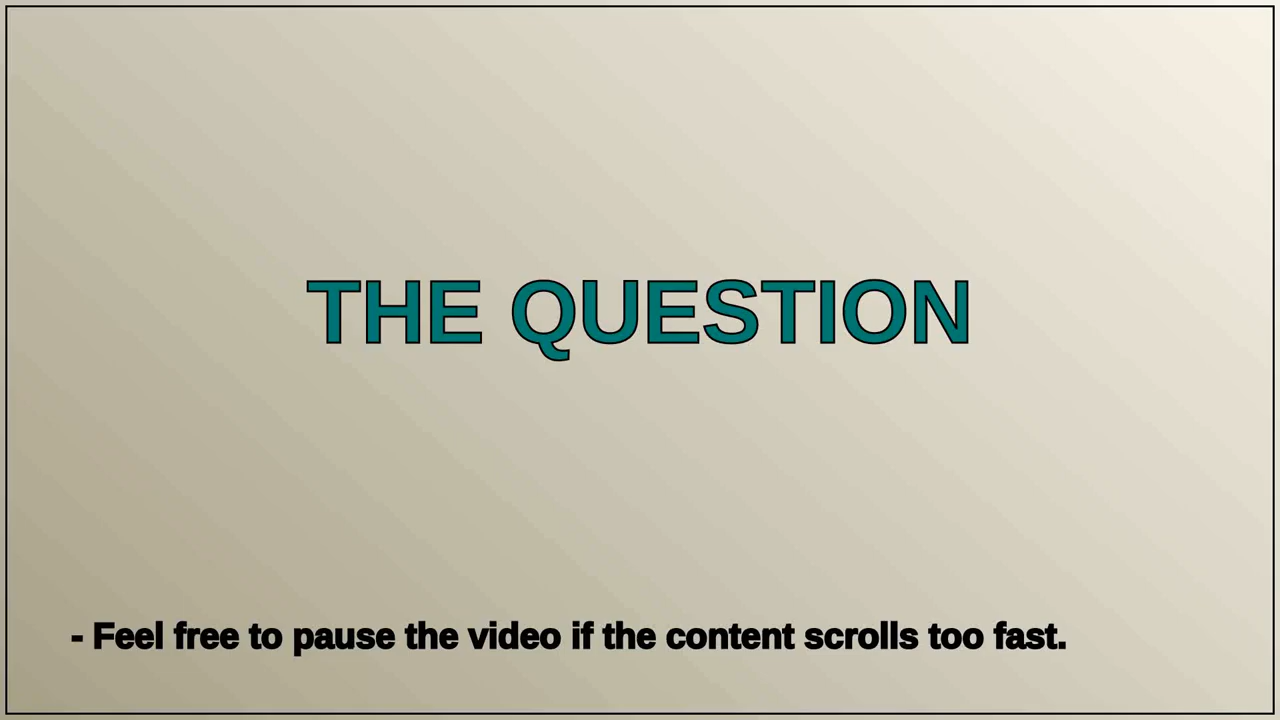 THE QUESTION
- Feel free to pause the video if the content scrolls too fast.